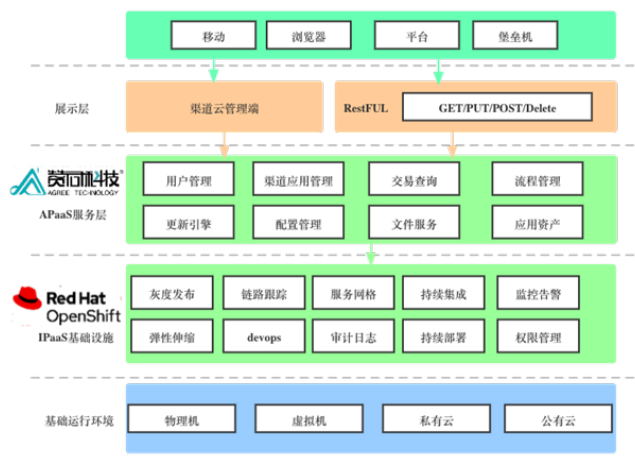 移动 浏览器 平台 堡垒机
展示层 渠道云管理端 RestFUL GET/PUT/POST/Delete
赞同科技
AGREE TECHNOLOGY
APaaS服务层
用户管理 渠道应用管理 交易查询 流程管理
更新引擎 配置管理 文件服务 应用资产
Red Hat
OpenShift
IPaaS基础设施
灰度发布 链路跟踪 服务网格 持续集成 监控告警
弹性伸缩 devops 审计日志 持续部署 权限管理
基础运行环境 物理机 虚拟机 私有云 公有云